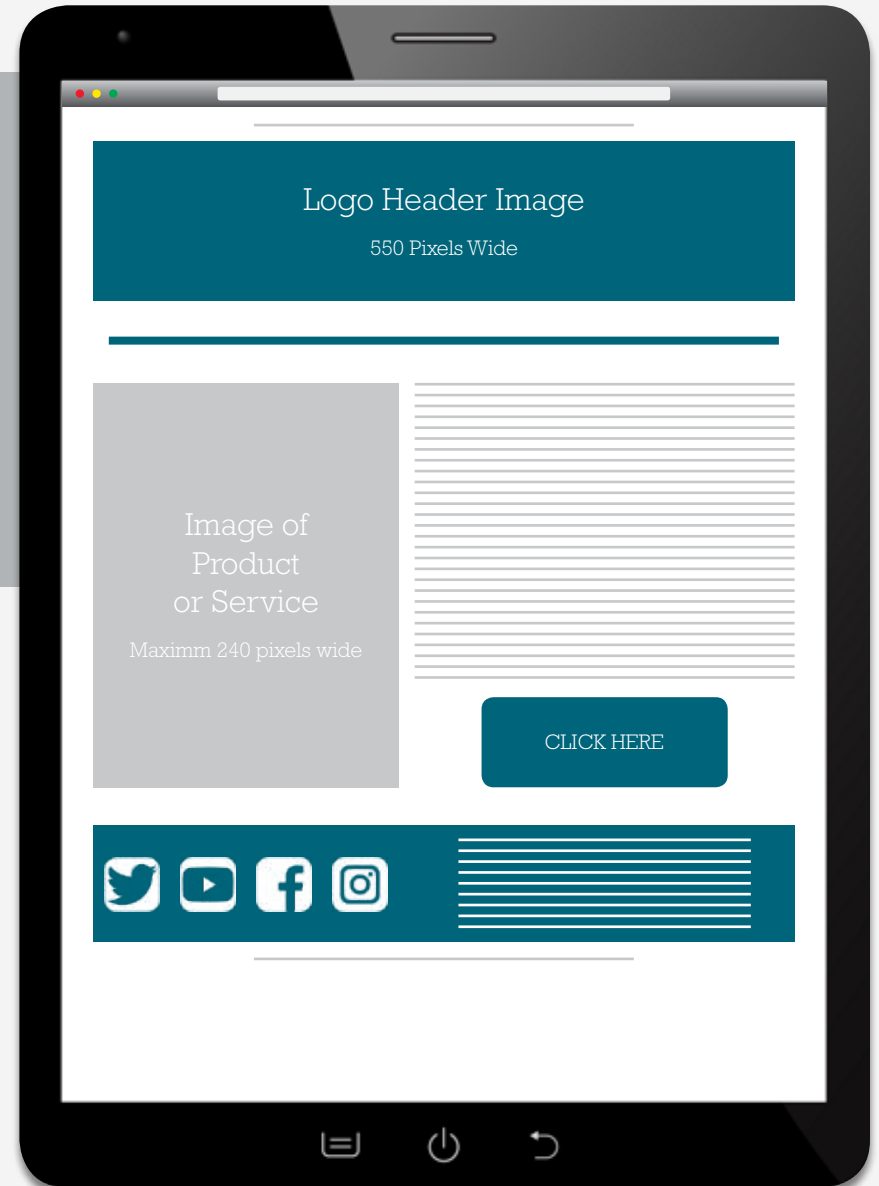 Logo Header Image
550 Pixels Wide
Image of
Product
or Service
Maximm 240 pixels wide
CLICK HERE